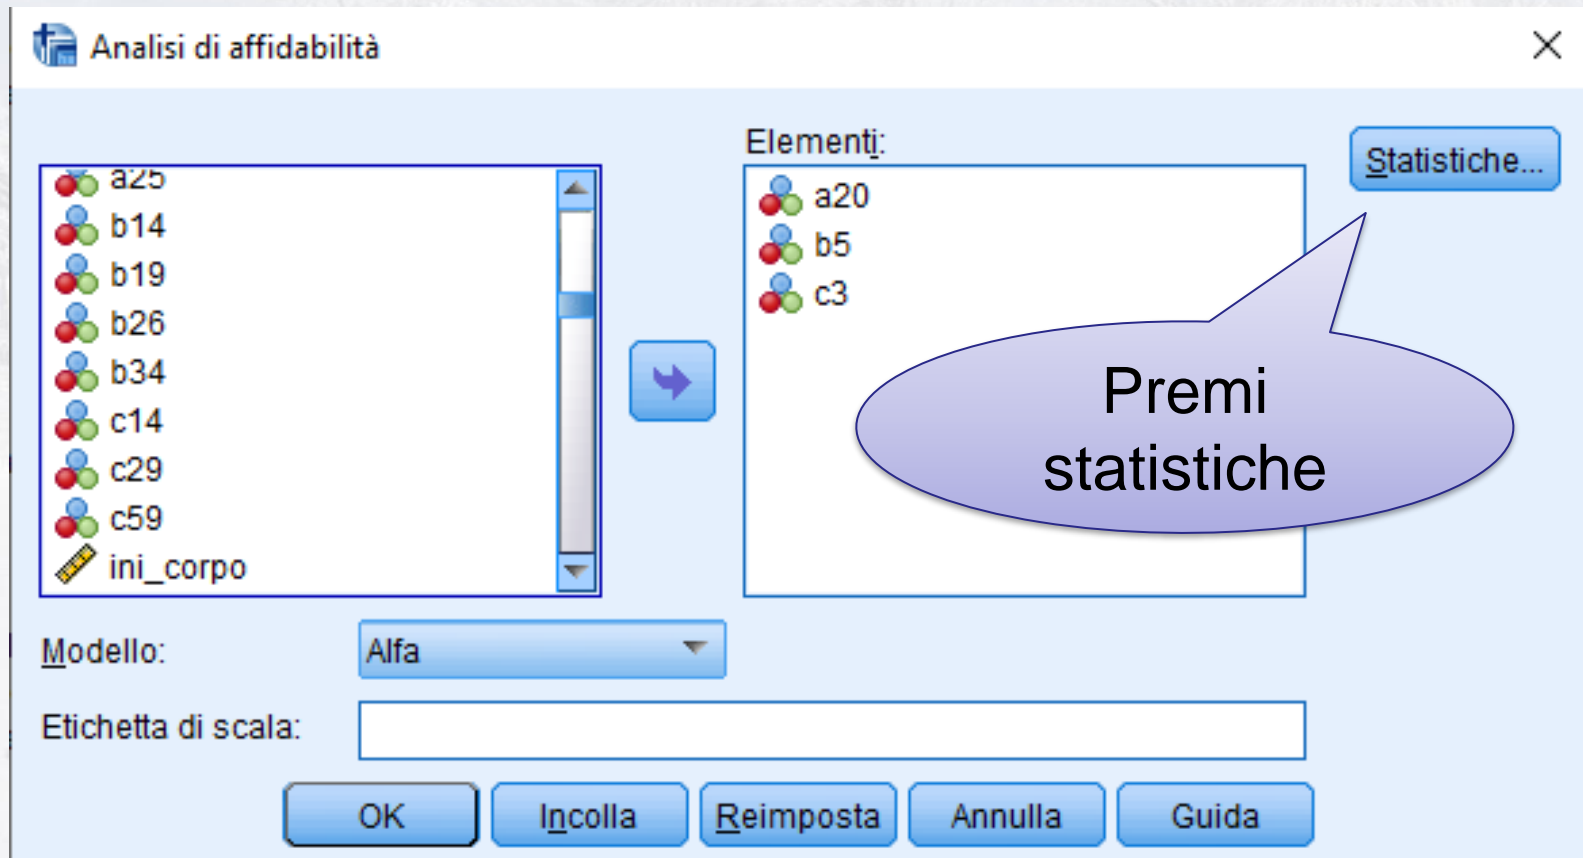 Analisi di affidabilità
Elementi:
Statistiche...
a25
b14
b19
b26
b34
c14
c29
c59
ini_corpo
a20
b5
c3
Premi
statistiche
Modello:
Alfa
Etichetta di scala:
OK
Incolla
Reimposta
Annulla
Guida